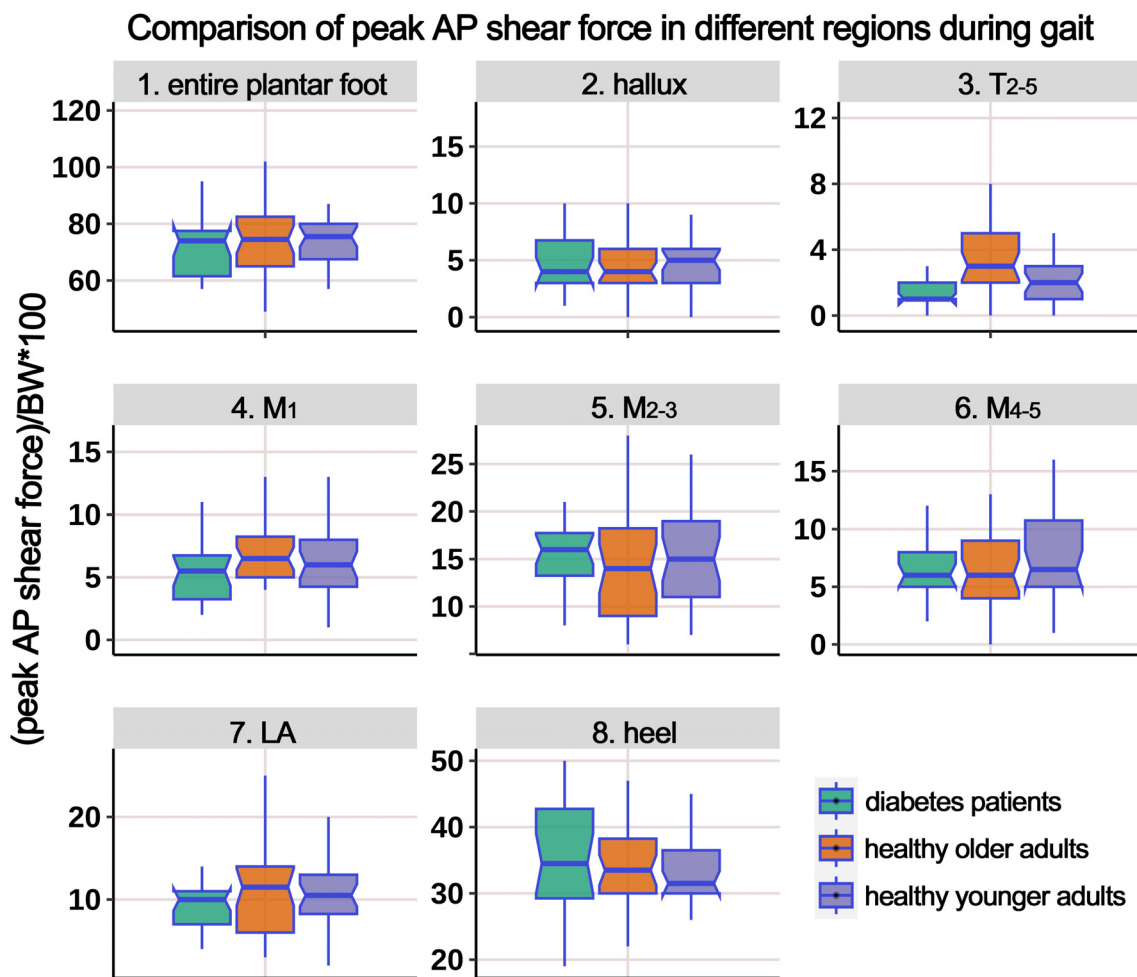 Comparison of peak AP shear force in different regions during gait
(peak AP shear force)/BW*100
1. entire plantar foot
120
100
80
60
2. hallux
15
10
5
0
3. T2-5
12
8
4
0
4. M1
15
10
5
0
5. M2-3
25
20
15
10
6. M4-5
15
10
5
0
7. LA
20
10
8. heel
50
40
30
20
diabetes patients
healthy older adults
healthy younger adults